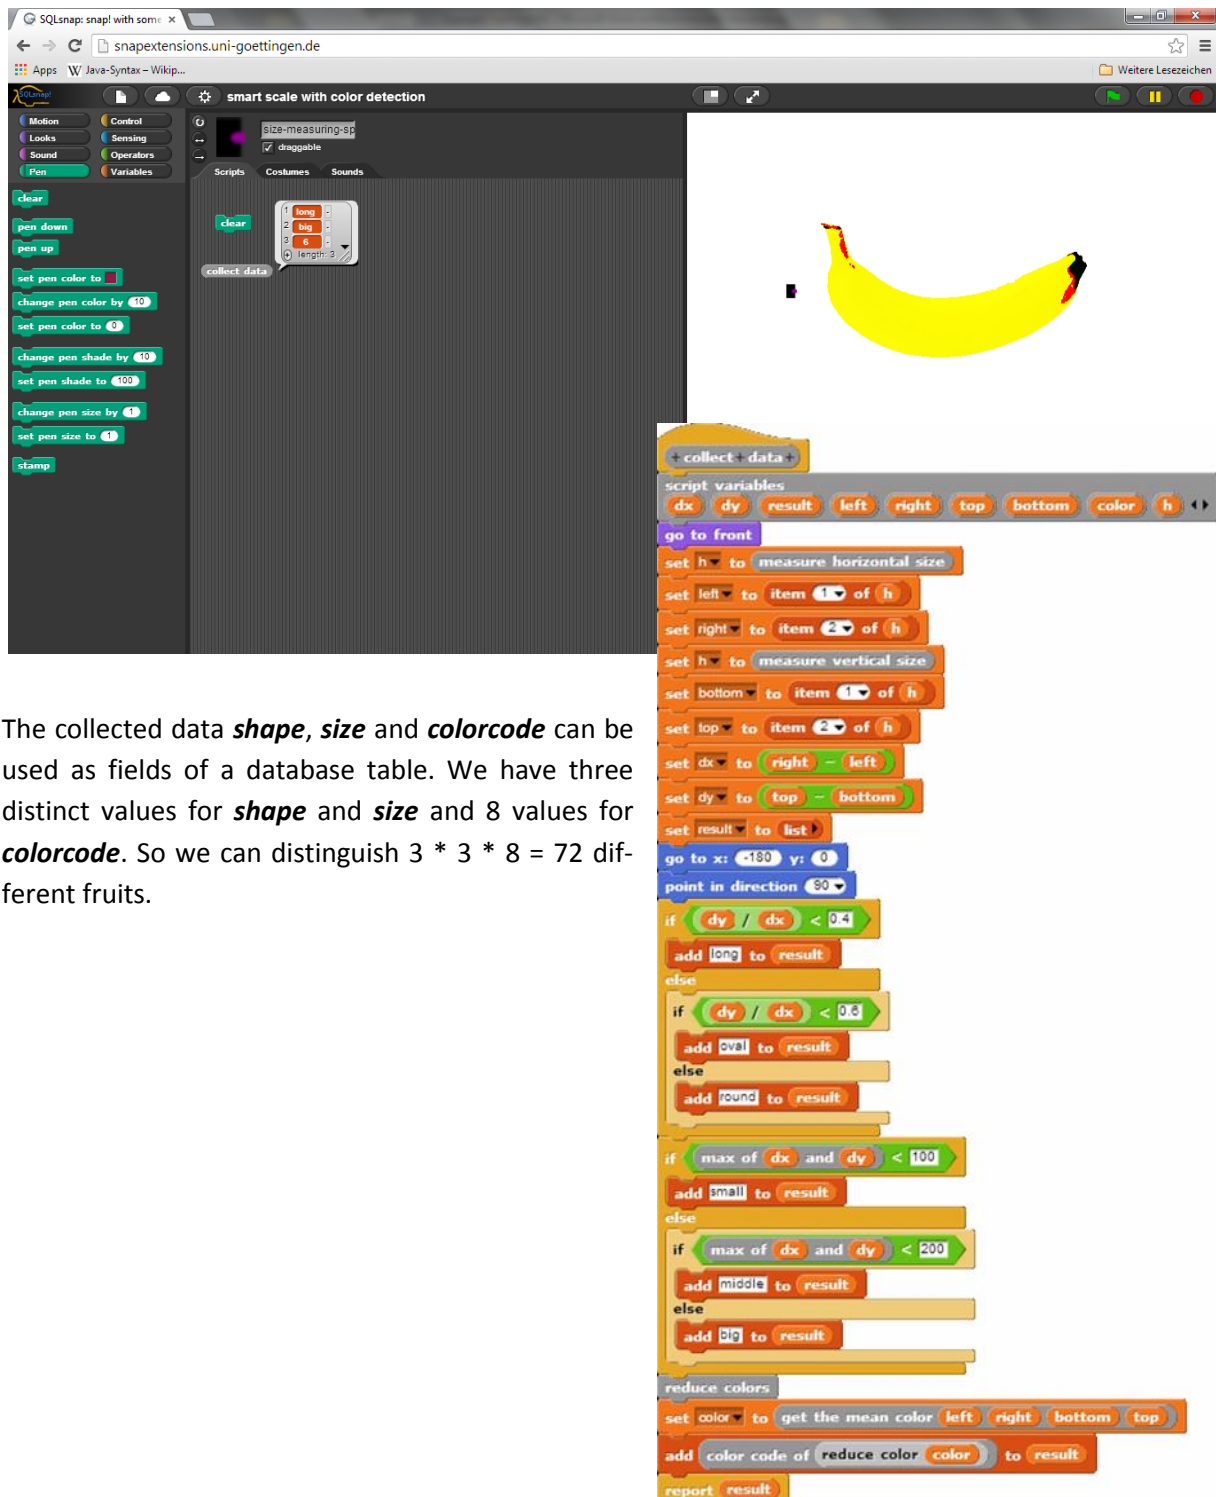 SQLsnap: snap! with some
snapextensions.uni-goettingen.de
Apps Java-Syntax – Wikip...
Weitere Lesezeichen
SQLsnap!
smart scale with color detection
Motion Control
Looks Sensing
Sound Operators
Pen Variables
clear
pen down
pen up
set pen color to
change pen color by 10
set pen color to 0
change pen shade by 10
set pen shade to 100
change pen size by 1
set pen size to 1
stamp
size-measuring-sp
draggable
Scripts Costumes Sounds
clear
1 long
2 big
3 6
length: 3
collect data
The collected data shape, size and colorcode can be
used as fields of a database table. We have three
distinct values for shape and size and 8 values for
colorcode. So we can distinguish 3 * 3 * 8 = 72 dif-
ferent fruits.
+ collect + data +
script variables
dx dy result left right top bottom color h
go to front
set h to measure horizontal size
set left to item 1 of h
set right to item 2 of h
set h to measure vertical size
set bottom to item 1 of h
set top to item 2 of h
set dx to right − left
set dy to top − bottom
set result to list
go to x: -180 y: 0
point in direction 90
if dy / dx < 0.4
add long to result
else
if dy / dx < 0.6
add oval to result
else
add round to result
if max of dx and dy < 100
add small to result
else
if max of dx and dy < 200
add middle to result
else
add big to result
reduce colors
set color to get the mean color left right bottom top
add color code of reduce color color to result
report result